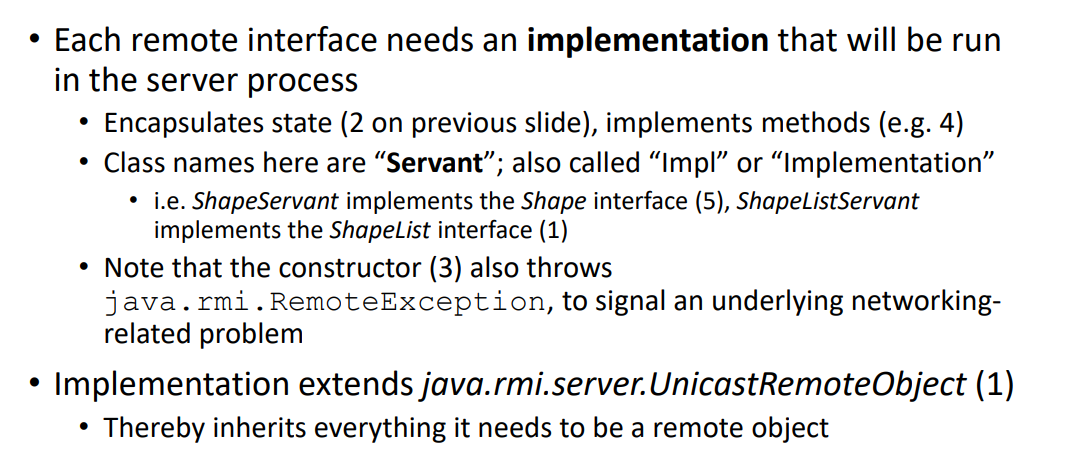 • Each remote interface needs an implementation that will be run
in the server process
• Encapsulates state (2 on previous slide), implements methods (e.g. 4)
• Class names here are “Servant”; also called “Impl” or “Implementation”
• i.e. ShapeServant implements the Shape interface (5), ShapeListServant
implements the ShapeList interface (1)
• Note that the constructor (3) also throws
java.rmi.RemoteException, to signal an underlying networking-
related problem
• Implementation extends java.rmi.server.UnicastRemoteObject (1)
• Thereby inherits everything it needs to be a remote object